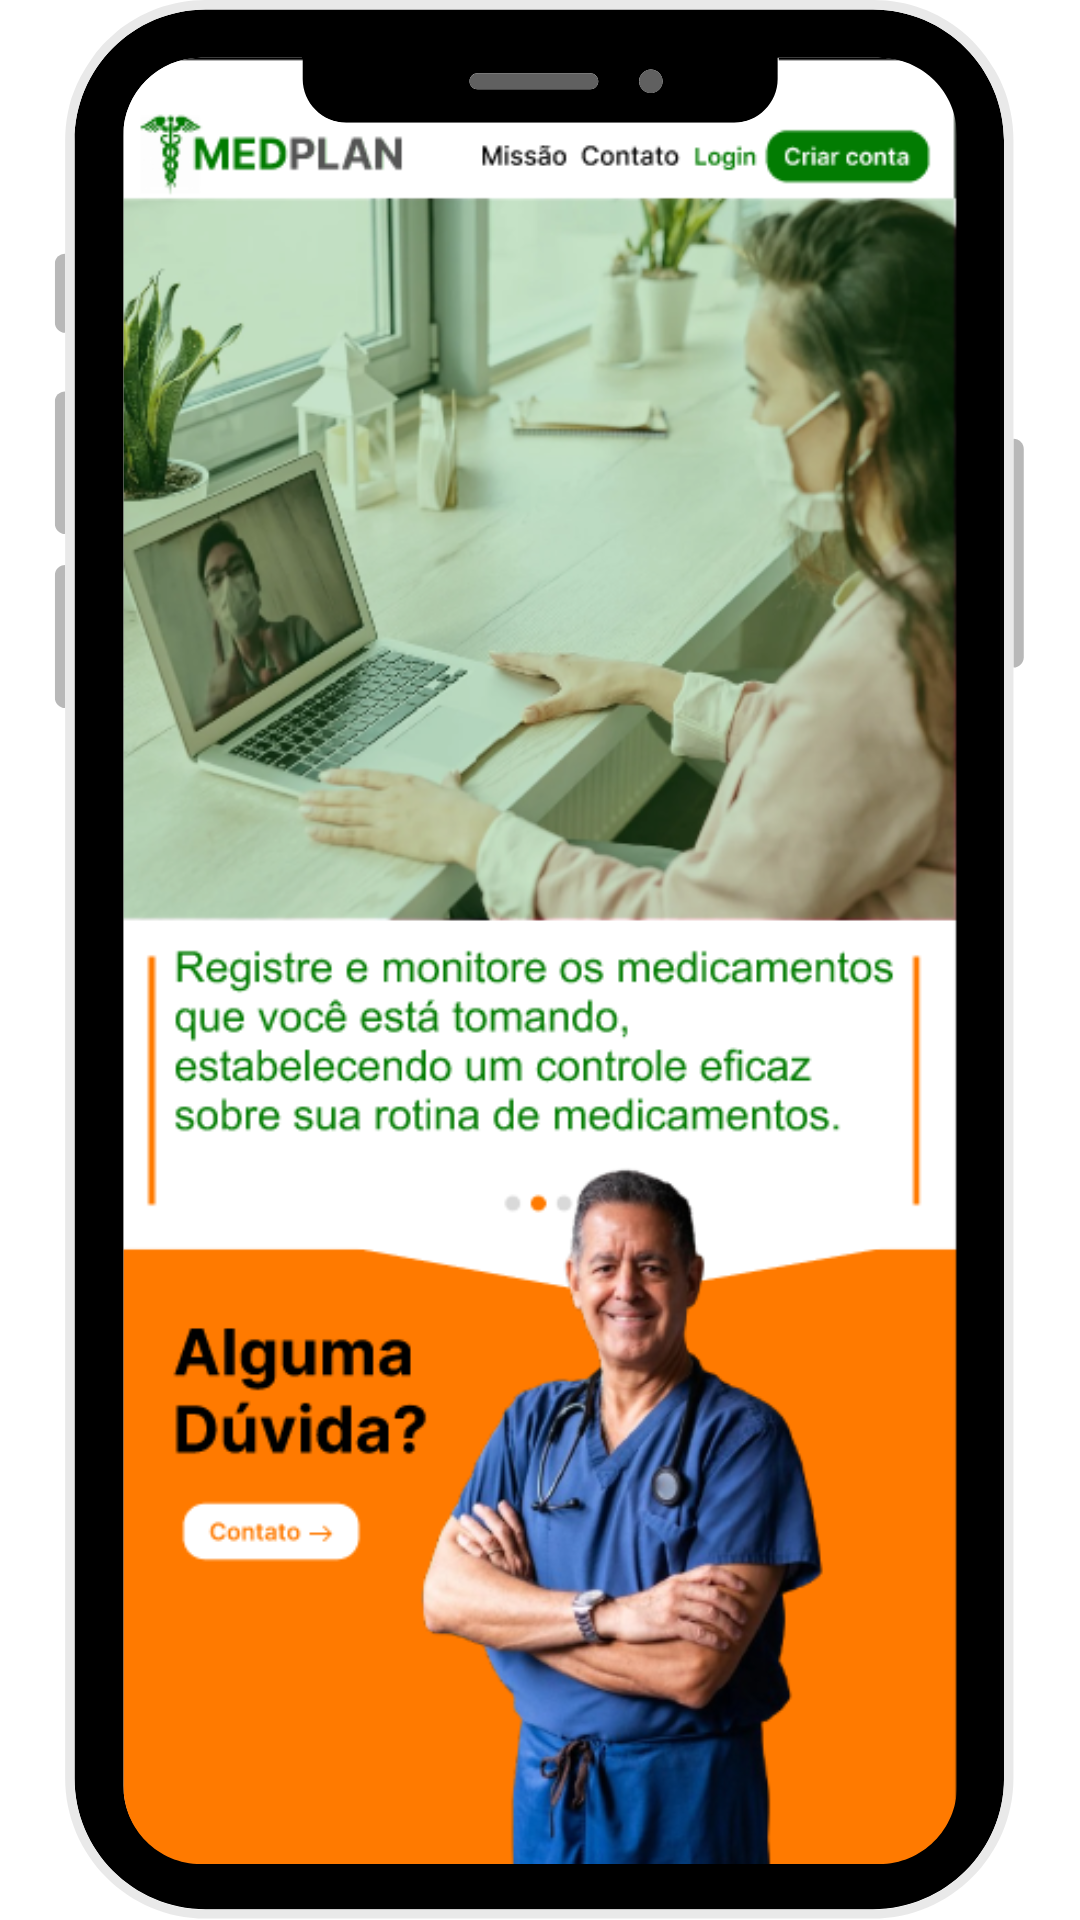 MEDPLAN
Missão Contato Login Criar conta
Registre e monitore os medicamentos
que você está tomando,
estabelecendo um controle eficaz
sobre sua rotina de medicamentos.
Alguma
Dúvida?
Contato →